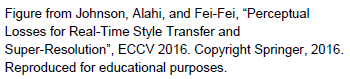 Figure from Johnson, Alahi, and Fei-Fei, “Perceptual
Losses for Real-Time Style Transfer and
Super-Resolution”, ECCV 2016. Copyright Springer, 2016.
Reproduced for educational purposes.